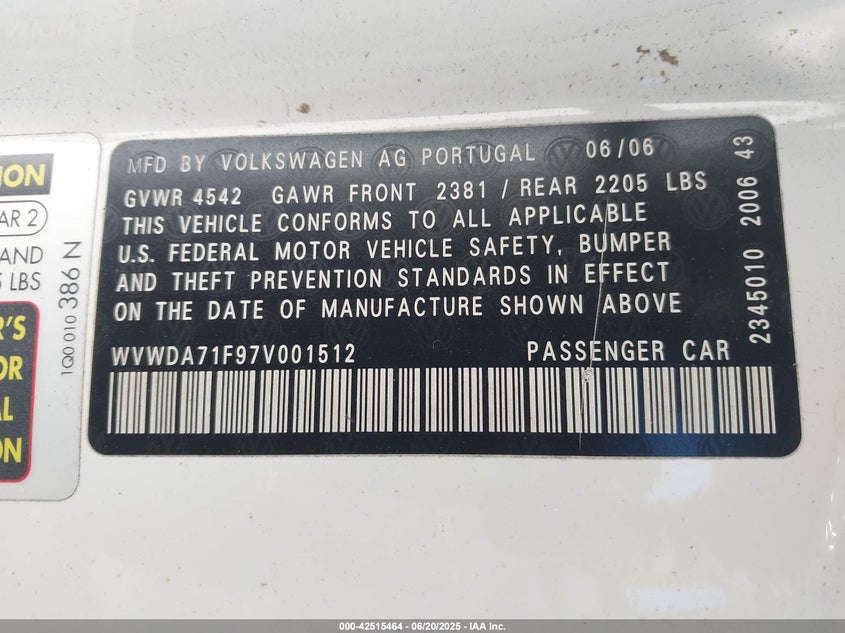 ION
AR 2
AND
5 LBS
R'S
OR
AL
ON
1Q0 010 386 N
MFD BY VOLKSWAGEN AG PORTUGAL 06/06
GVWR 4542 GAWR FRONT 2381 / REAR 2205 LBS
THIS VEHICLE CONFORMS TO ALL APPLICABLE
U.S. FEDERAL MOTOR VEHICLE SAFETY, BUMPER
AND THEFT PREVENTION STANDARDS IN EFFECT
ON THE DATE OF MANUFACTURE SHOWN ABOVE
WVWDA71F97V001512 PASSENGER CAR
2345010 2006 43
000-42515464 - 06/20/2025 - IAA Inc.